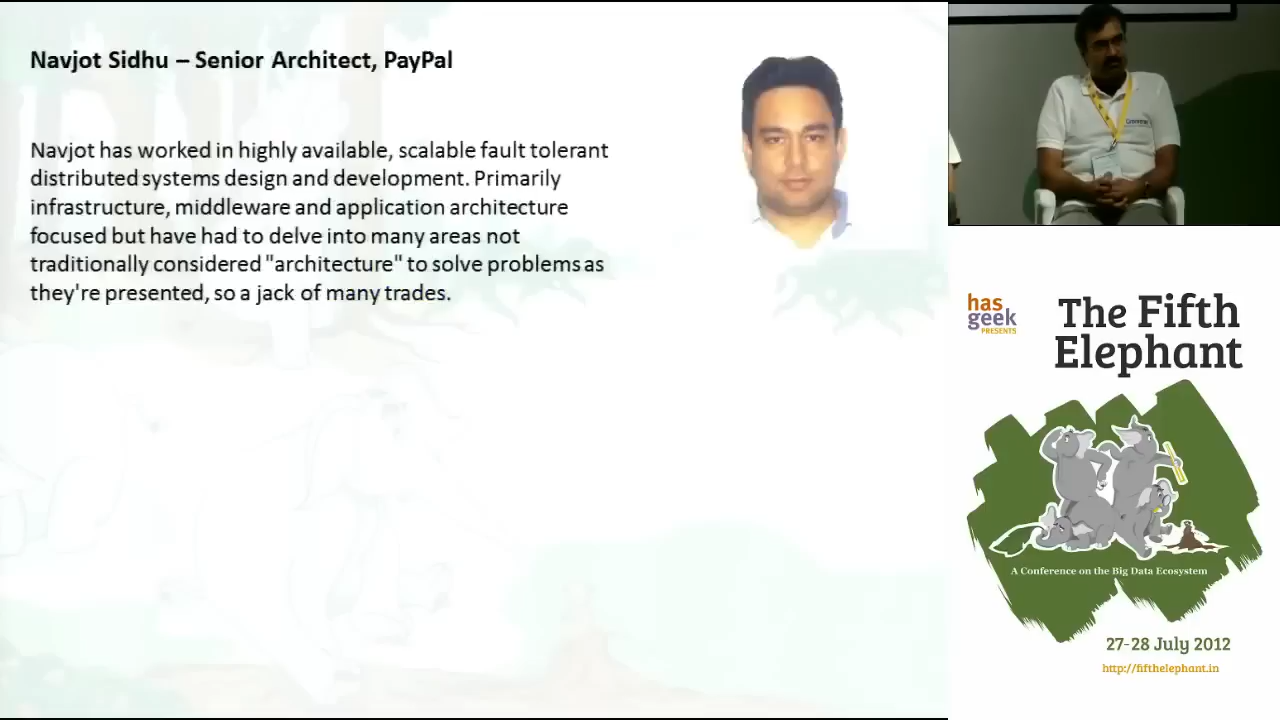 Navjot Sidhu – Senior Architect, PayPal
Navjot has worked in highly available, scalable fault tolerant
distributed systems design and development. Primarily
infrastructure, middleware and application architecture
focused but have had to delve into many areas not
traditionally considered "architecture" to solve problems as
they're presented, so a jack of many trades.
has
geek
PRESENTS
The Fifth
Elephant
A Conference on the Big Data Ecosystem
27-28 July 2012
http://fifthelephant.in